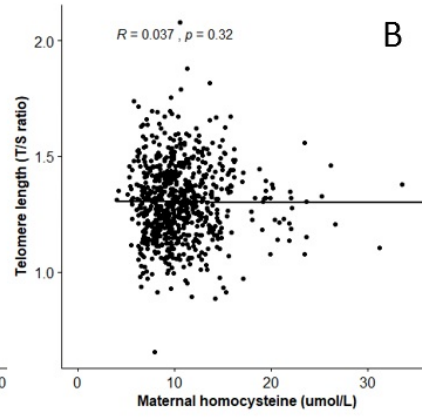 B
R = 0.037 , p = 0.32
Telomere length (T/S ratio)
2.0
1.5
1.0
0
0 10 20 30
Maternal homocysteine (umol/L)